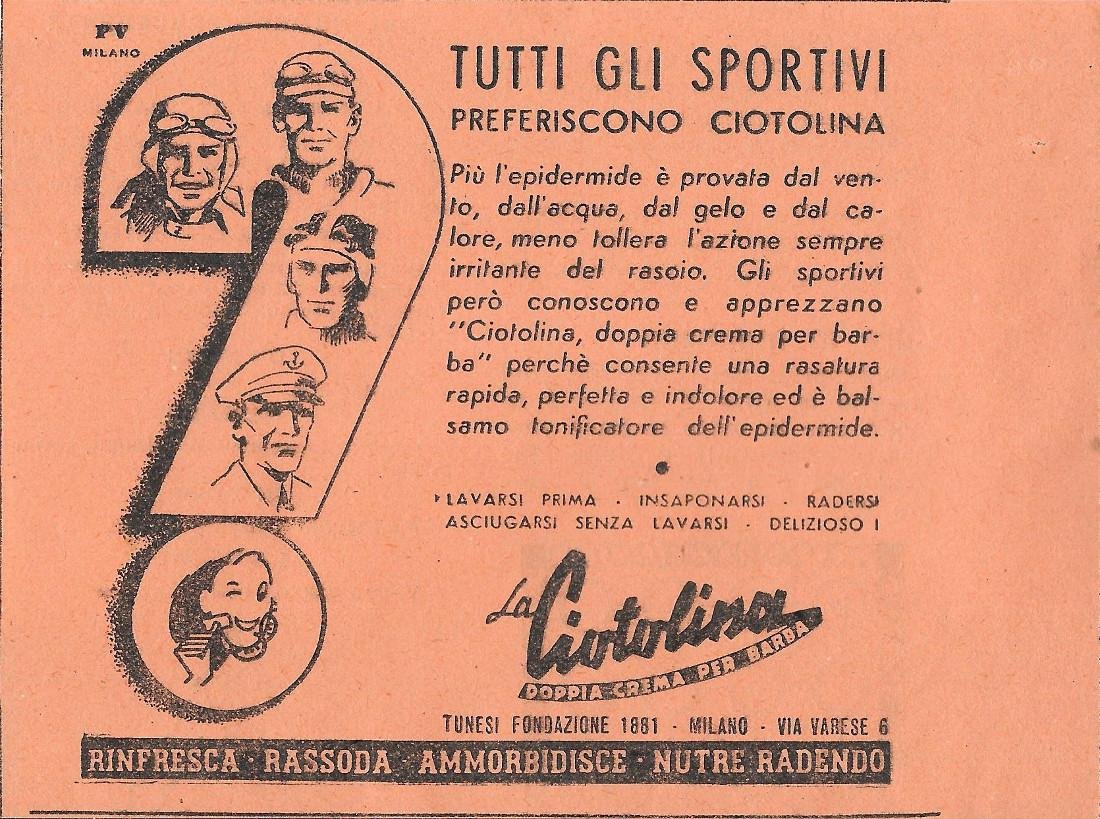 PV
MILANO
TUTTI GLI SPORTIVI
PREFERISCONO CIOTOLINA
Più l'epidermide è provata dal ven-
to, dall'acqua, dal gelo e dal ca-
lore, meno tollera l'azione sempre
irritante del rasoio. Gli sportivi
però conoscono e apprezzano
"Ciotolina, doppia crema per bar-
ba" perchè consente una rasatura
rapida, perfetta e indolore ed è bal-
samo tonificatore dell'epidermide.
LAVARSI PRIMA - INSAPONARSI - RADERSI
ASCIUGARSI SENZA LAVARSI - DELIZIOSO !
La Ciotolina
DOPPIA CREMA PER BARBA
TUNESI FONDAZIONE 1881 - MILANO - VIA VARESE 6
RINFRESCA · RASSODA · AMMORBIDISCE · NUTRE RADENDO